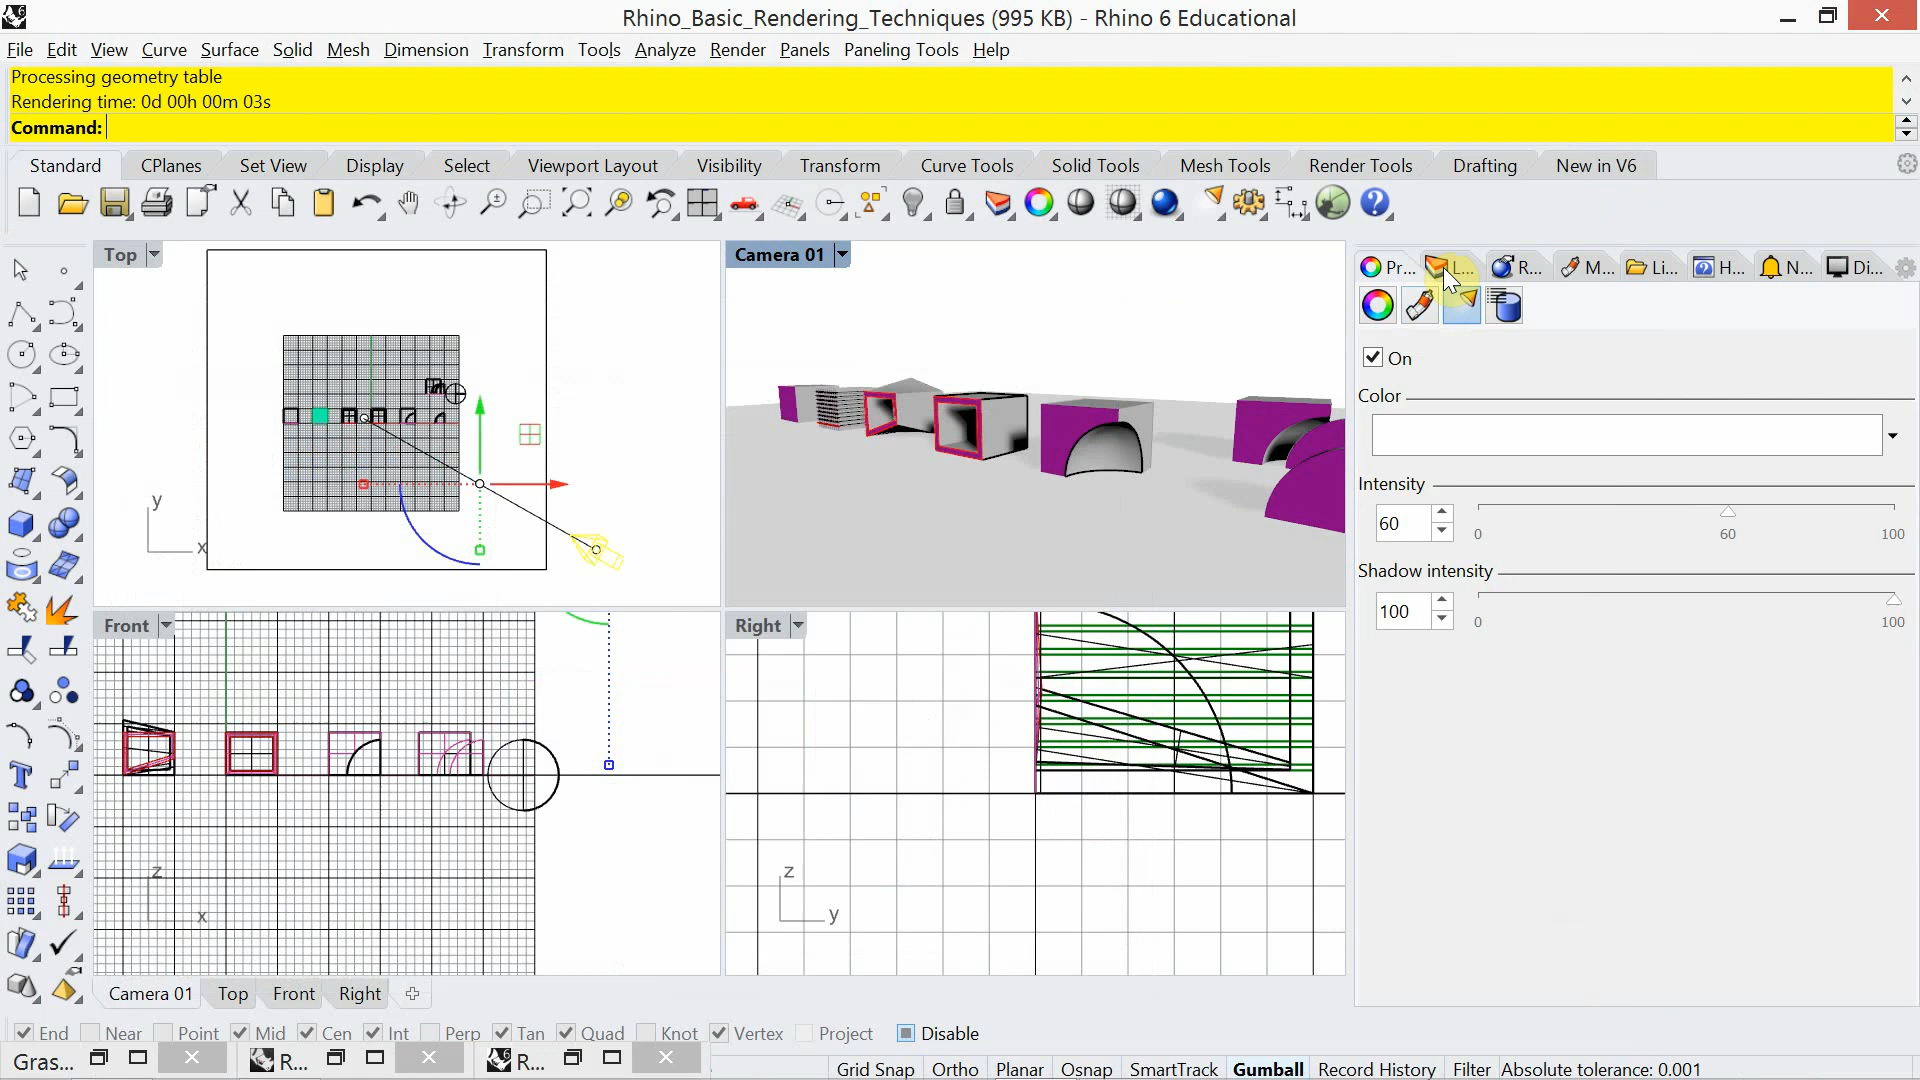 Rhino_Basic_Rendering_Techniques (995 KB) - Rhino 6 Educational
File Edit View Curve Surface Solid Mesh Dimension Transform Tools Analyze Render Panels Paneling Tools Help
Processing geometry table
Rendering time: 0d 00h 00m 03s
Command:
Standard CPlanes Set View Display Select Viewport Layout Visibility Transform Curve Tools Solid Tools Mesh Tools Render Tools Drafting New in V6
Top
Camera 01
Pr... L... R... M... Li... H... N... Di...
On
Color
Intensity
60
0 60 100
Shadow intensity
100
0 100
y
x
Front
Right
z
x
z
y
Camera 01 Top Front Right
End Near Point Mid Cen Int Perp Tan Quad Knot Vertex Project Disable
Gras... R... R...
Grid Snap Ortho Planar Osnap SmartTrack Gumball Record History Filter Absolute tolerance: 0.001